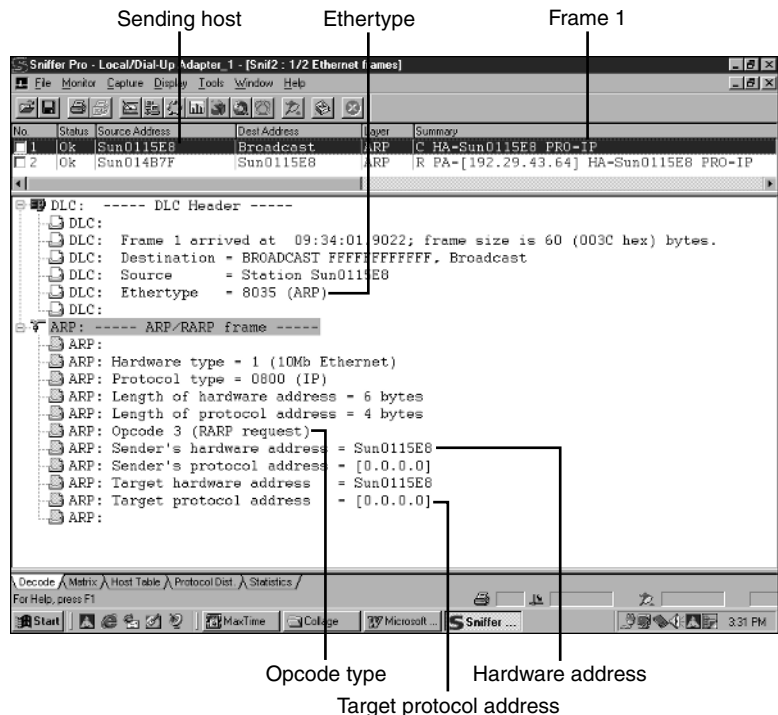 Sending host Ethertype Frame 1
Sniffer Pro - Local/Dial-Up Adapter_1 - [Snif2 : 1/2 Ethernet frames]
File Monitor Capture Display Tools Window Help
No. Status Source Address Dest Address Layer Summary
1 Ok Sun0115E8 Broadcast ARP C HA=Sun0115E8 PRO=IP
2 Ok Sun014B7F Sun0115E8 ARP R PA=[192.29.43.64] HA=Sun0115E8 PRO=IP
DLC: ----- DLC Header -----
DLC:
DLC: Frame 1 arrived at 09:34:01.9022; frame size is 60 (003C hex) bytes.
DLC: Destination = BROADCAST FFFFFFFFFFFF, Broadcast
DLC: Source = Station Sun0115E8
DLC: Ethertype = 8035 (ARP)
DLC:
ARP: ----- ARP/RARP frame -----
ARP:
ARP: Hardware type = 1 (10Mb Ethernet)
ARP: Protocol type = 0800 (IP)
ARP: Length of hardware address = 6 bytes
ARP: Length of protocol address = 4 bytes
ARP: Opcode 3 (RARP request)
ARP: Sender's hardware address = Sun0115E8
ARP: Sender's protocol address = [0.0.0.0]
ARP: Target hardware address = Sun0115E8
ARP: Target protocol address = [0.0.0.0]
ARP:
Decode Matrix Host Table Protocol Dist. Statistics
For Help, press F1
Start MaxTime Collage Microsoft ... Sniffer ... 3:31 PM
Opcode type Hardware address
Target protocol address